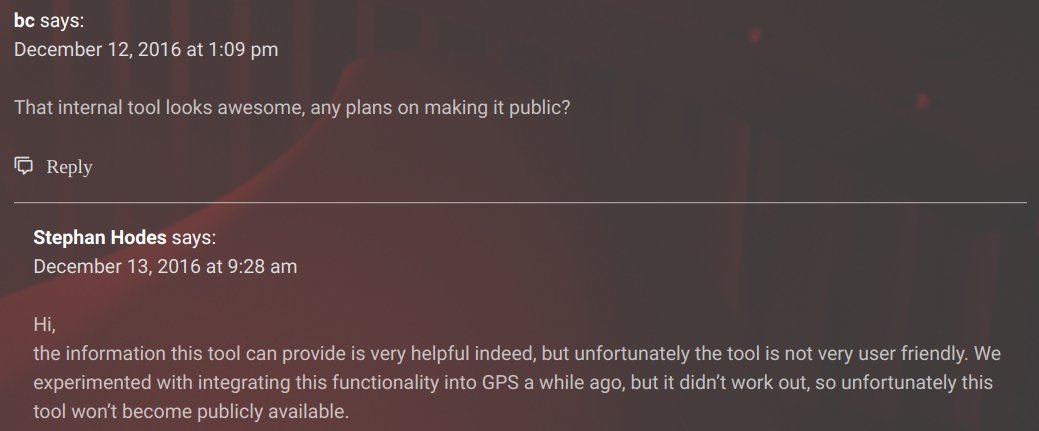 bc says:
December 12, 2016 at 1:09 pm
That internal tool looks awesome, any plans on making it public?
Reply
Stephan Hodes says:
December 13, 2016 at 9:28 am
Hi,
the information this tool can provide is very helpful indeed, but unfortunately the tool is not very user friendly. We
experimented with integrating this functionality into GPS a while ago, but it didn’t work out, so unfortunately this
tool won’t become publicly available.